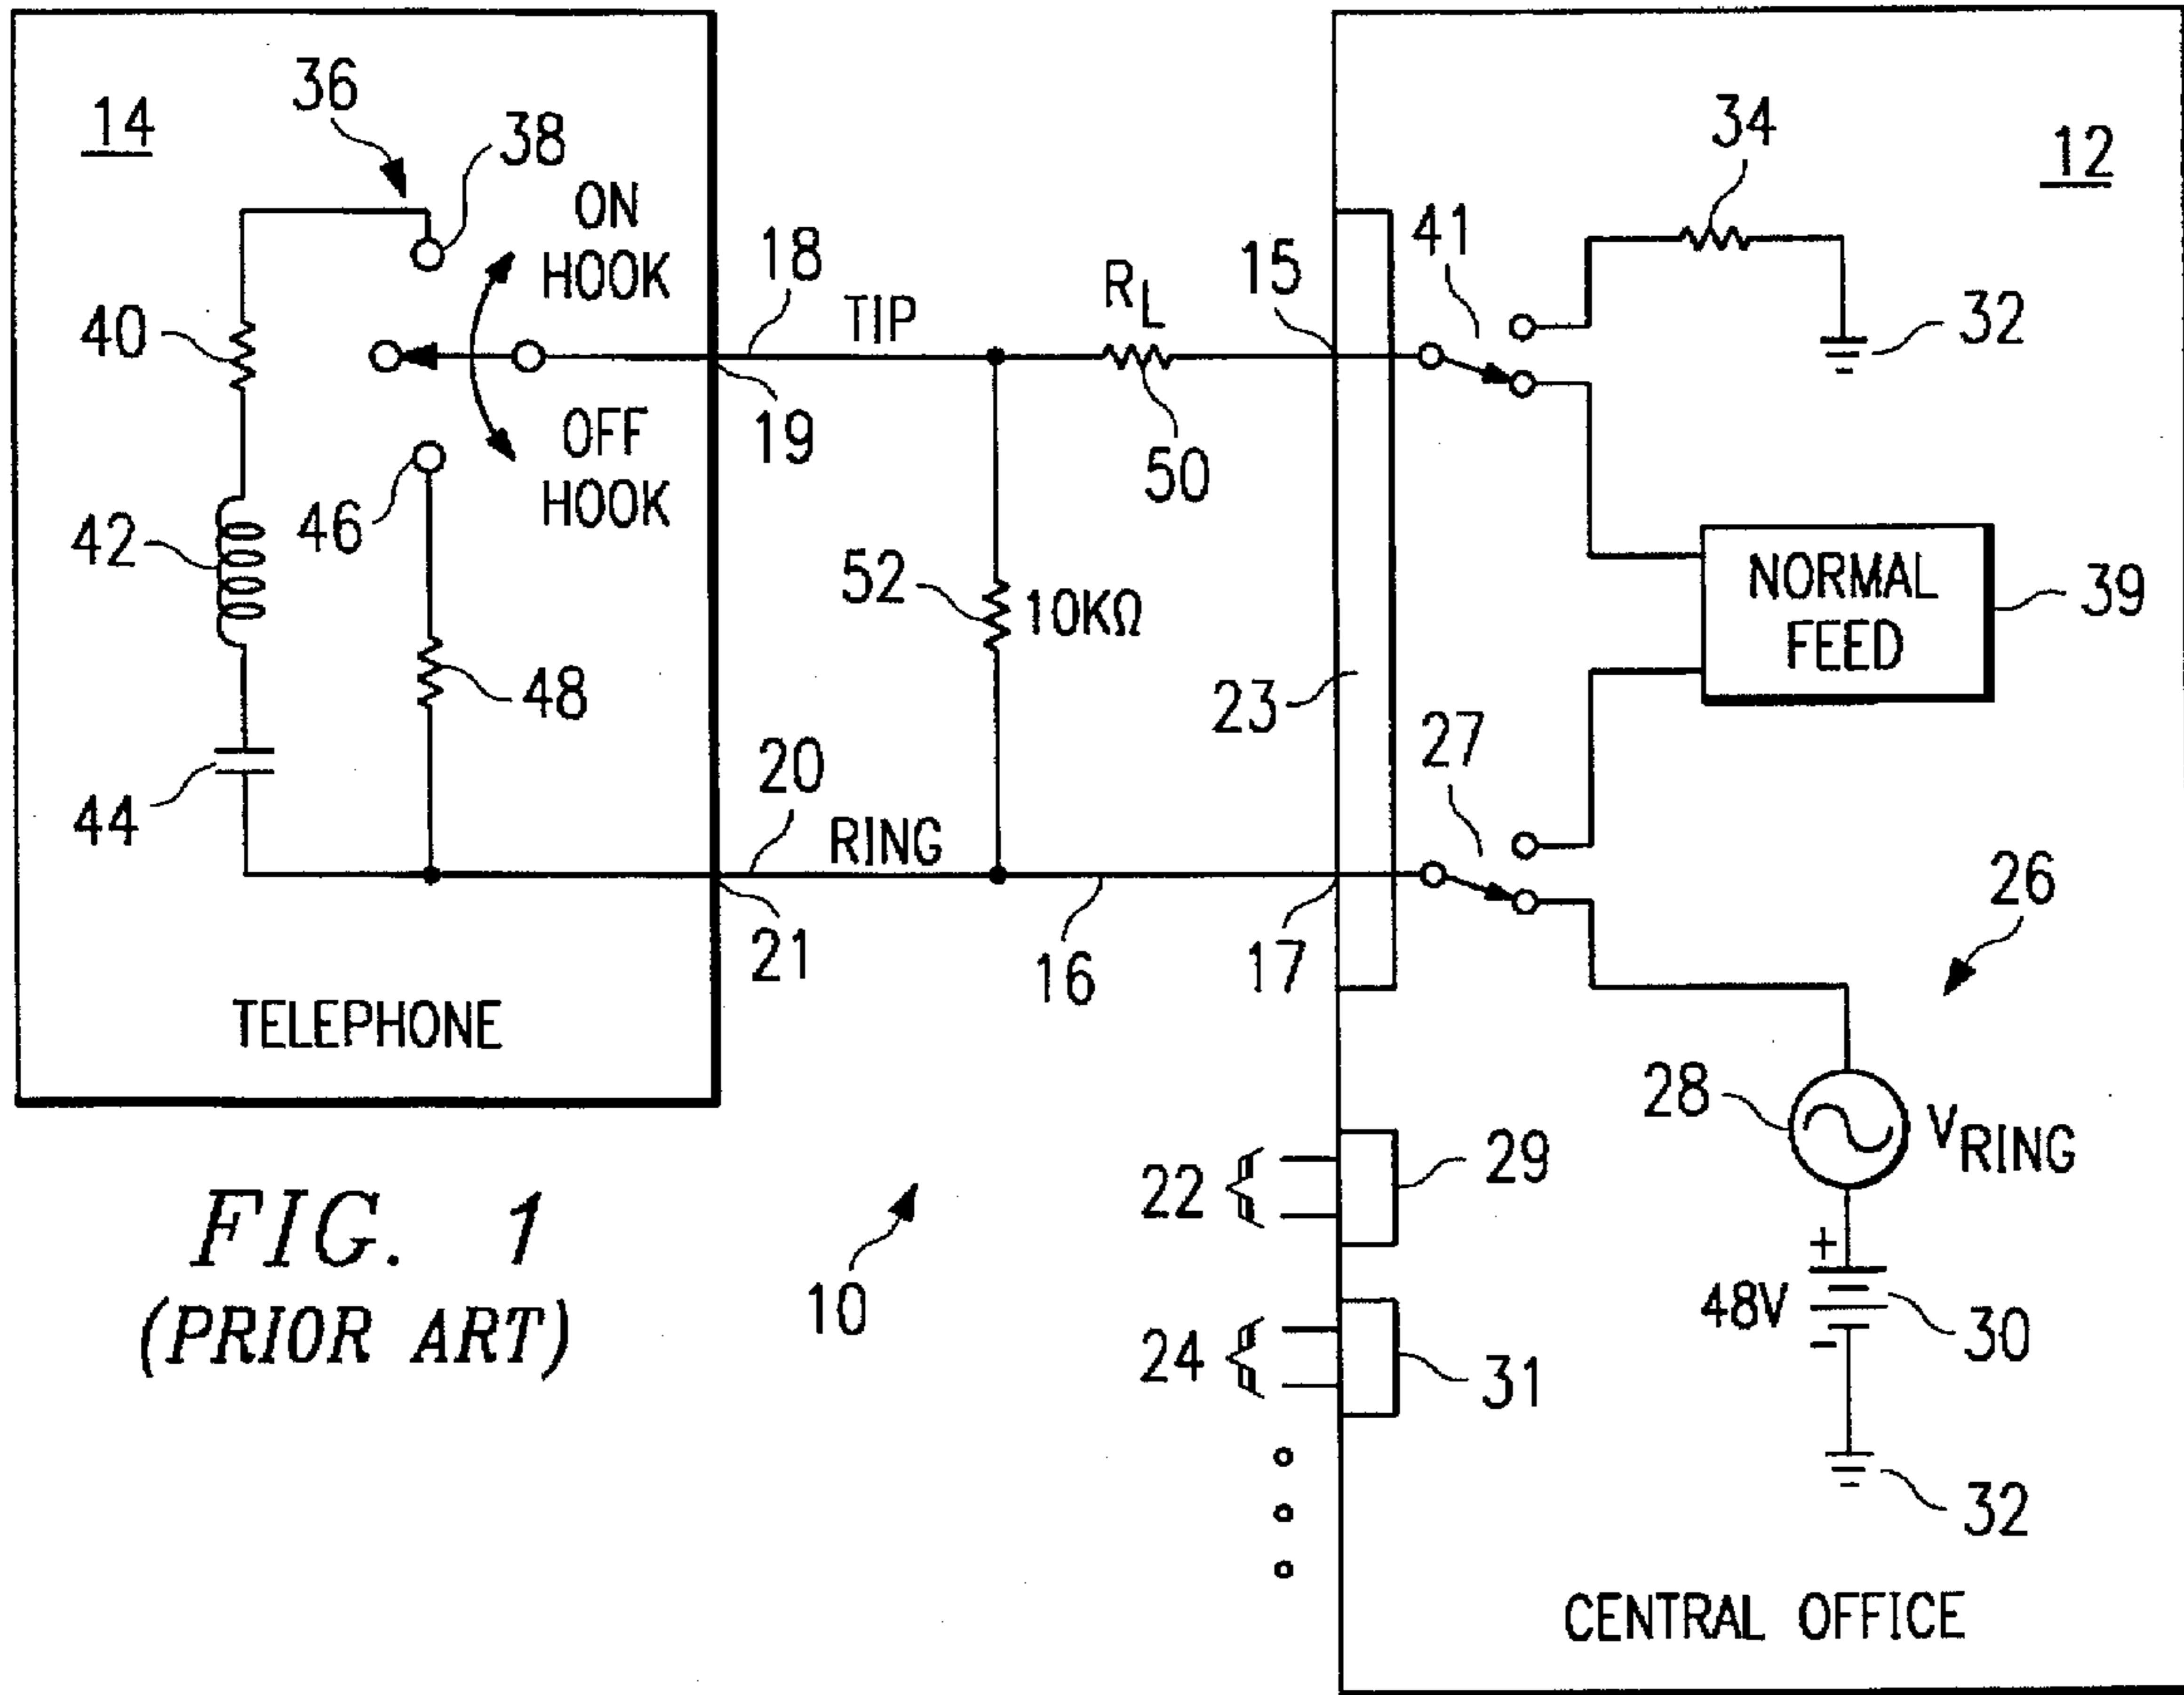 14
36
38
ON
HOOK
40
OFF
HOOK
42
46
48
44
TELEPHONE
18
TIP
19
R_L
50
15
52
10KΩ
23
20
RING
21
16
17
41
34
12
32
NORMAL
FEED
39
27
26
28
V_RING
+
48V
-
30
32
22
29
24
31
10
CENTRAL OFFICE
FIG. 1
(PRIOR ART)